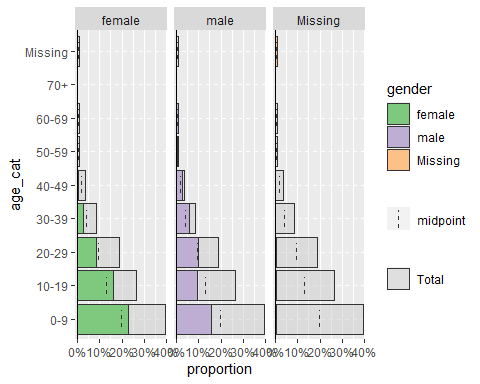 female male Missing
Missing
70+
60-69
50-59
40-49
30-39
20-29
10-19
0-9
0% 10% 20% 30% 40% 0% 10% 20% 30% 40% 0% 10% 20% 30% 40%
proportion
age_cat
gender
female
male
Missing
midpoint
Total